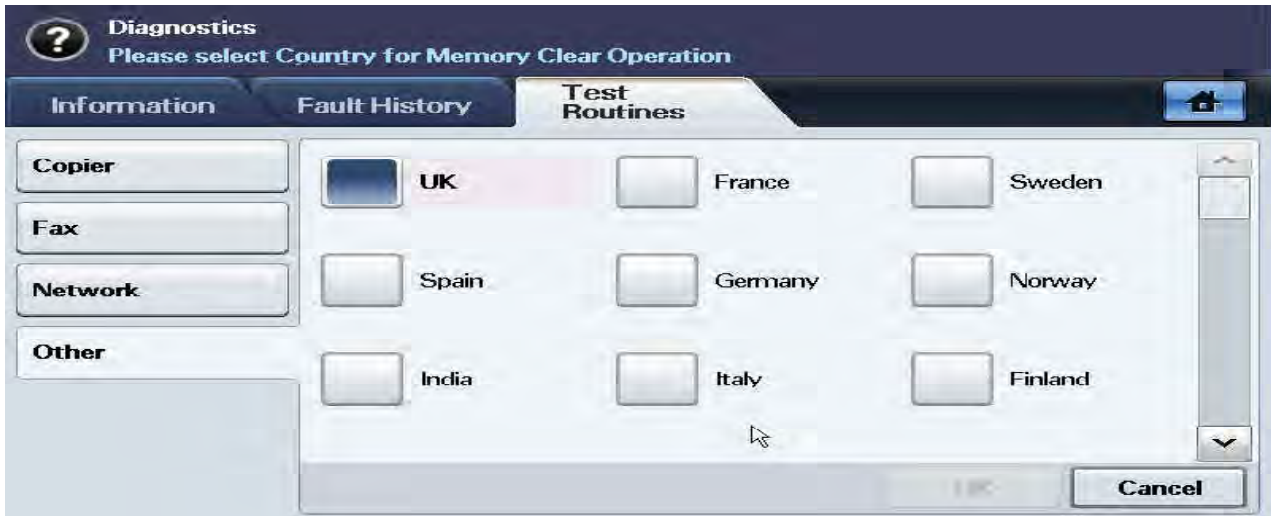 ?
Diagnostics
Please select Country for Memory Clear Operation
Information Fault History Test Routines
Copier
Fax
Network
Other
UK France Sweden
Spain Germany Norway
India Italy Finland
Cancel